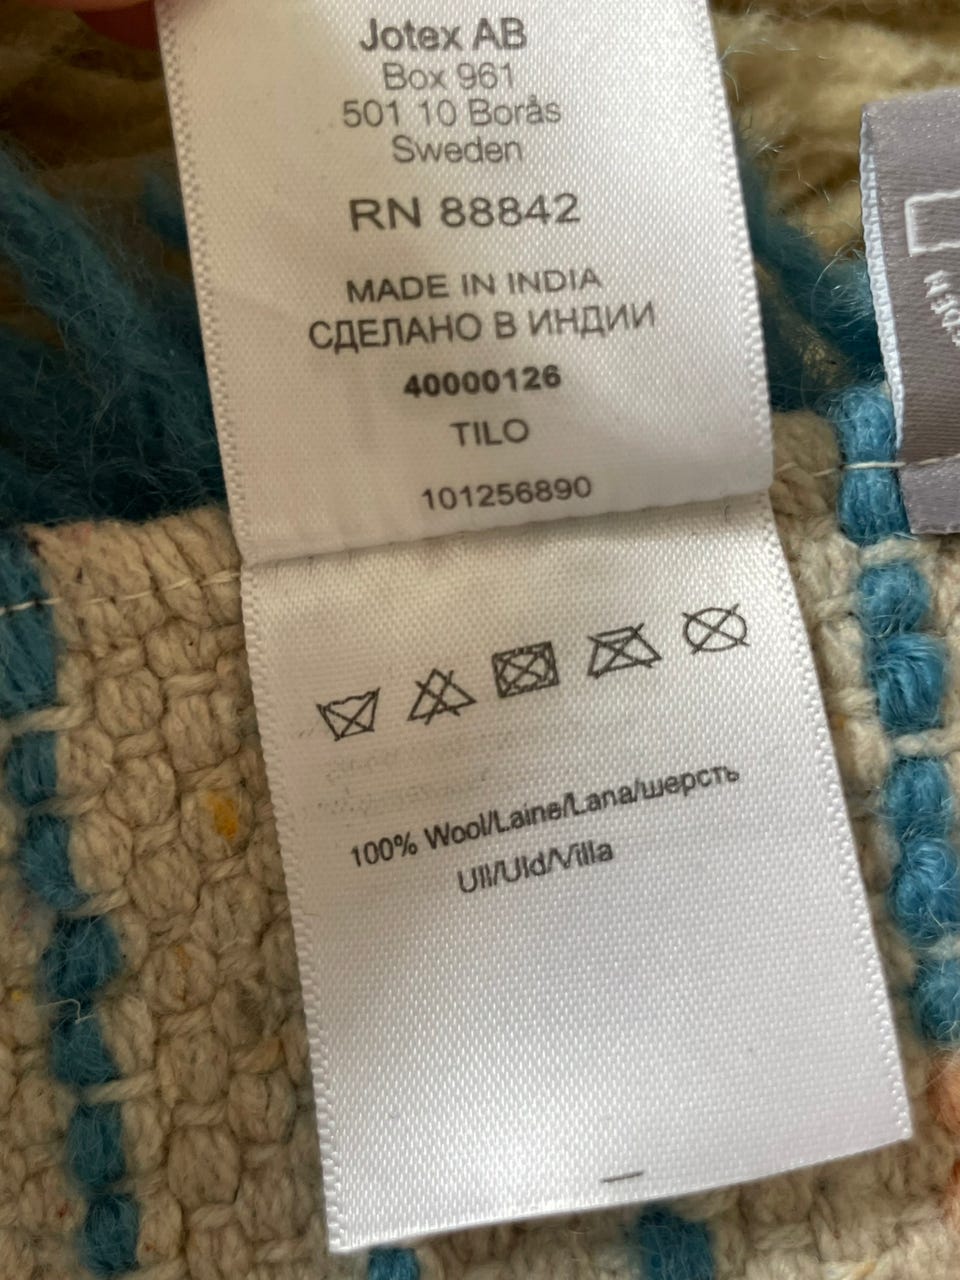 Jotex AB
Box 961
501 10 Borås
Sweden
RN 88842
MADE IN INDIA
СДЕЛАНО В ИНДИИ
40000126
TILO
101256890
100% Wool/Laine/Lana/шерсть
Ull/Uld/Villa